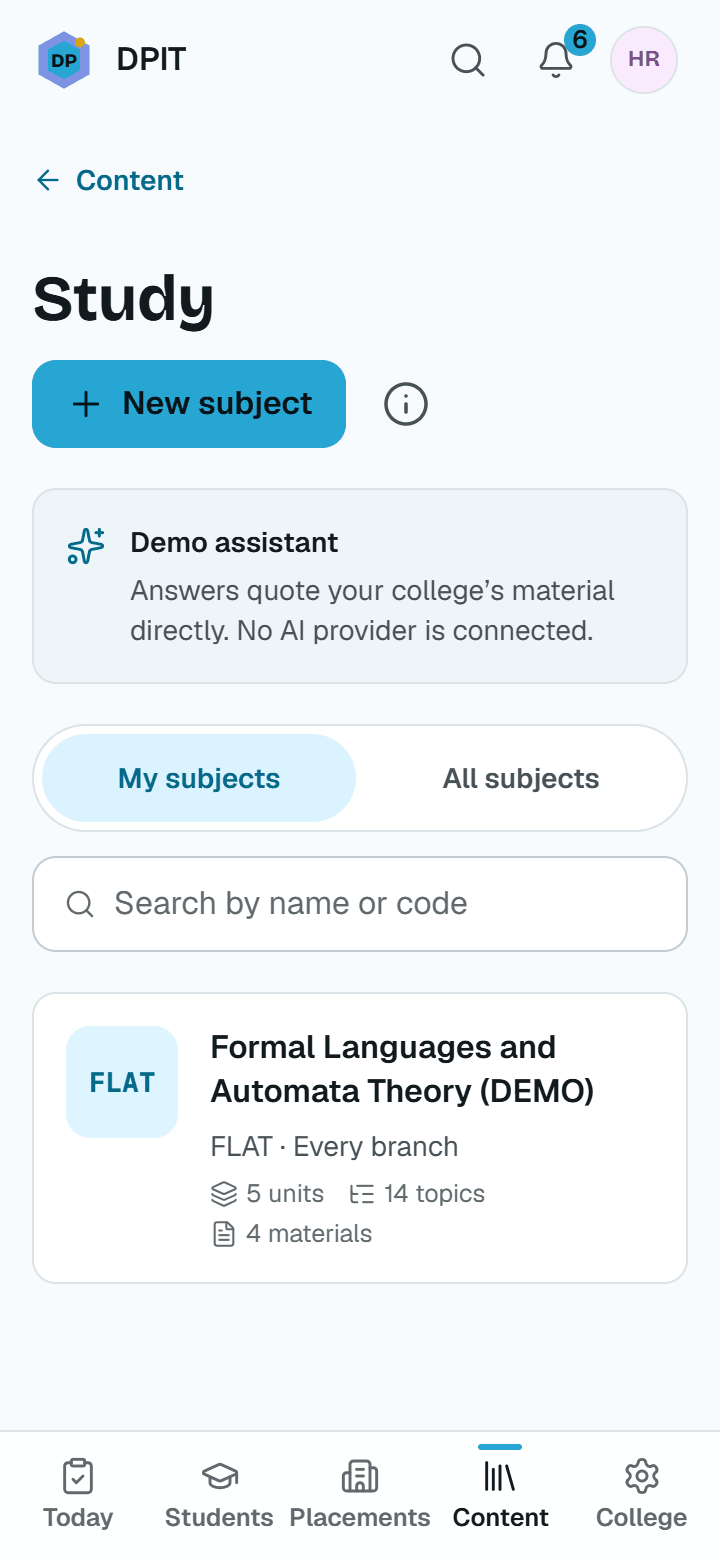 DP
DPIT
6
HR
Content
Study
New subject
Demo assistant
Answers quote your college’s material
directly. No AI provider is connected.
My subjects
All subjects
Search by name or code
FLAT
Formal Languages and
Automata Theory (DEMO)
FLAT · Every branch
5 units
14 topics
4 materials
Today
Students
Placements
Content
College